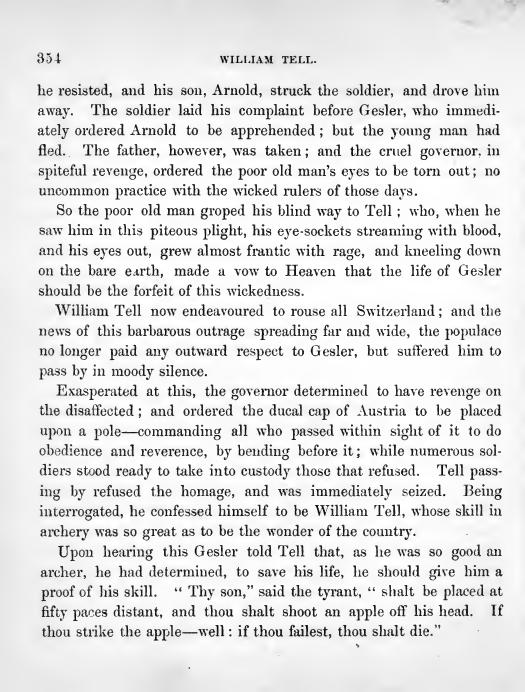 354 WILLIAM TELL.
he resisted, and his son, Arnold, struck the soldier, and drove him
away. The soldier laid his complaint before Gesler, who immedi-
ately ordered Arnold to be apprehended ; but the young man had
fled. The father, however, was taken ; and the cruel governor, in
spiteful revenge, ordered the poor old man's eyes to be torn out ; no
uncommon practice with the wicked rulers of those days.
So the poor old man groped his blind way to Tell ; who, when he
saw him in this piteous plight, his eye-sockets streaming with blood,
and his eyes out, grew almost frantic with rage, and kneeling down
on the bare earth, made a vow to Heaven that the life of Gesler
should be the forfeit of this wickedness.
William Tell now endeavoured to rouse all Switzerland ; and the
news of this barbarous outrage spreading far and wide, the populace
no longer paid any outward respect to Gesler, but suffered him to
pass by in moody silence.
Exasperated at this, the governor determined to have revenge on
the disaffected ; and ordered the ducal cap of Austria to be placed
upon a pole—commanding all who passed within sight of it to do
obedience and reverence, by bending before it ; while numerous sol-
diers stood ready to take into custody those that refused. Tell pass-
ing by refused the homage, and was immediately seized. Being
interrogated, he confessed himself to be William Tell, whose skill in
archery was so great as to be the wonder of the country.
Upon hearing this Gesler told Tell that, as he was so good an
archer, he had determined, to save his life, he should give him a
proof of his skill. " Thy son," said the tyrant, " shalt be placed at
fifty paces distant, and thou shalt shoot an apple off his head. If
thou strike the apple—well : if thou failest, thou shalt die."